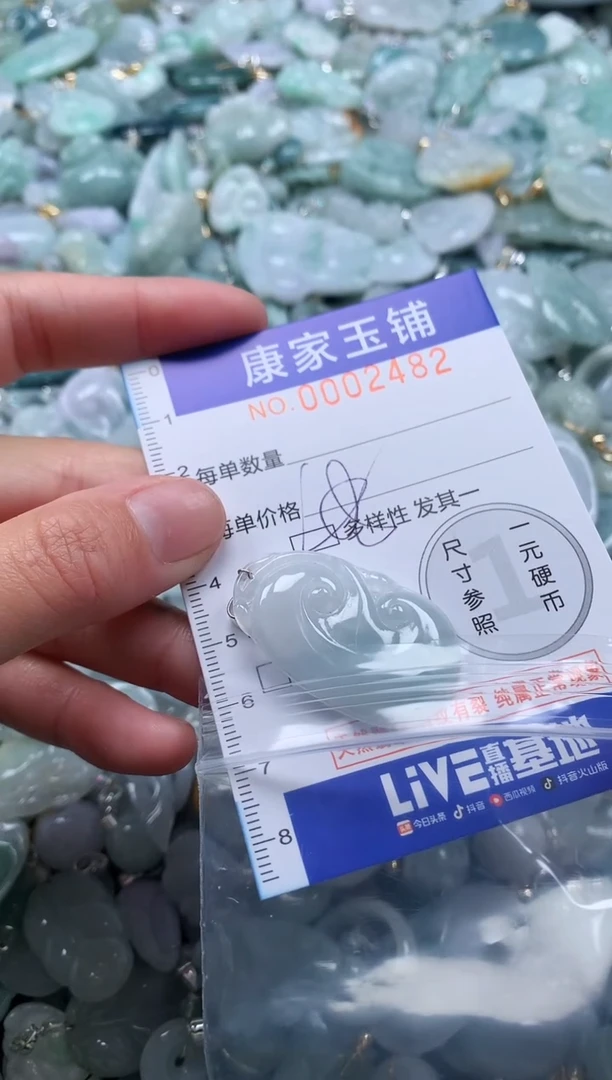 康家玉铺
NO.0002482
0
1
2
每单数量
每单价格
多样性 发其一
4
5
6
7
8
1
一元硬币
尺寸参照
LiVE直播基地
今日头条 抖音 西瓜视频 抖音火山版